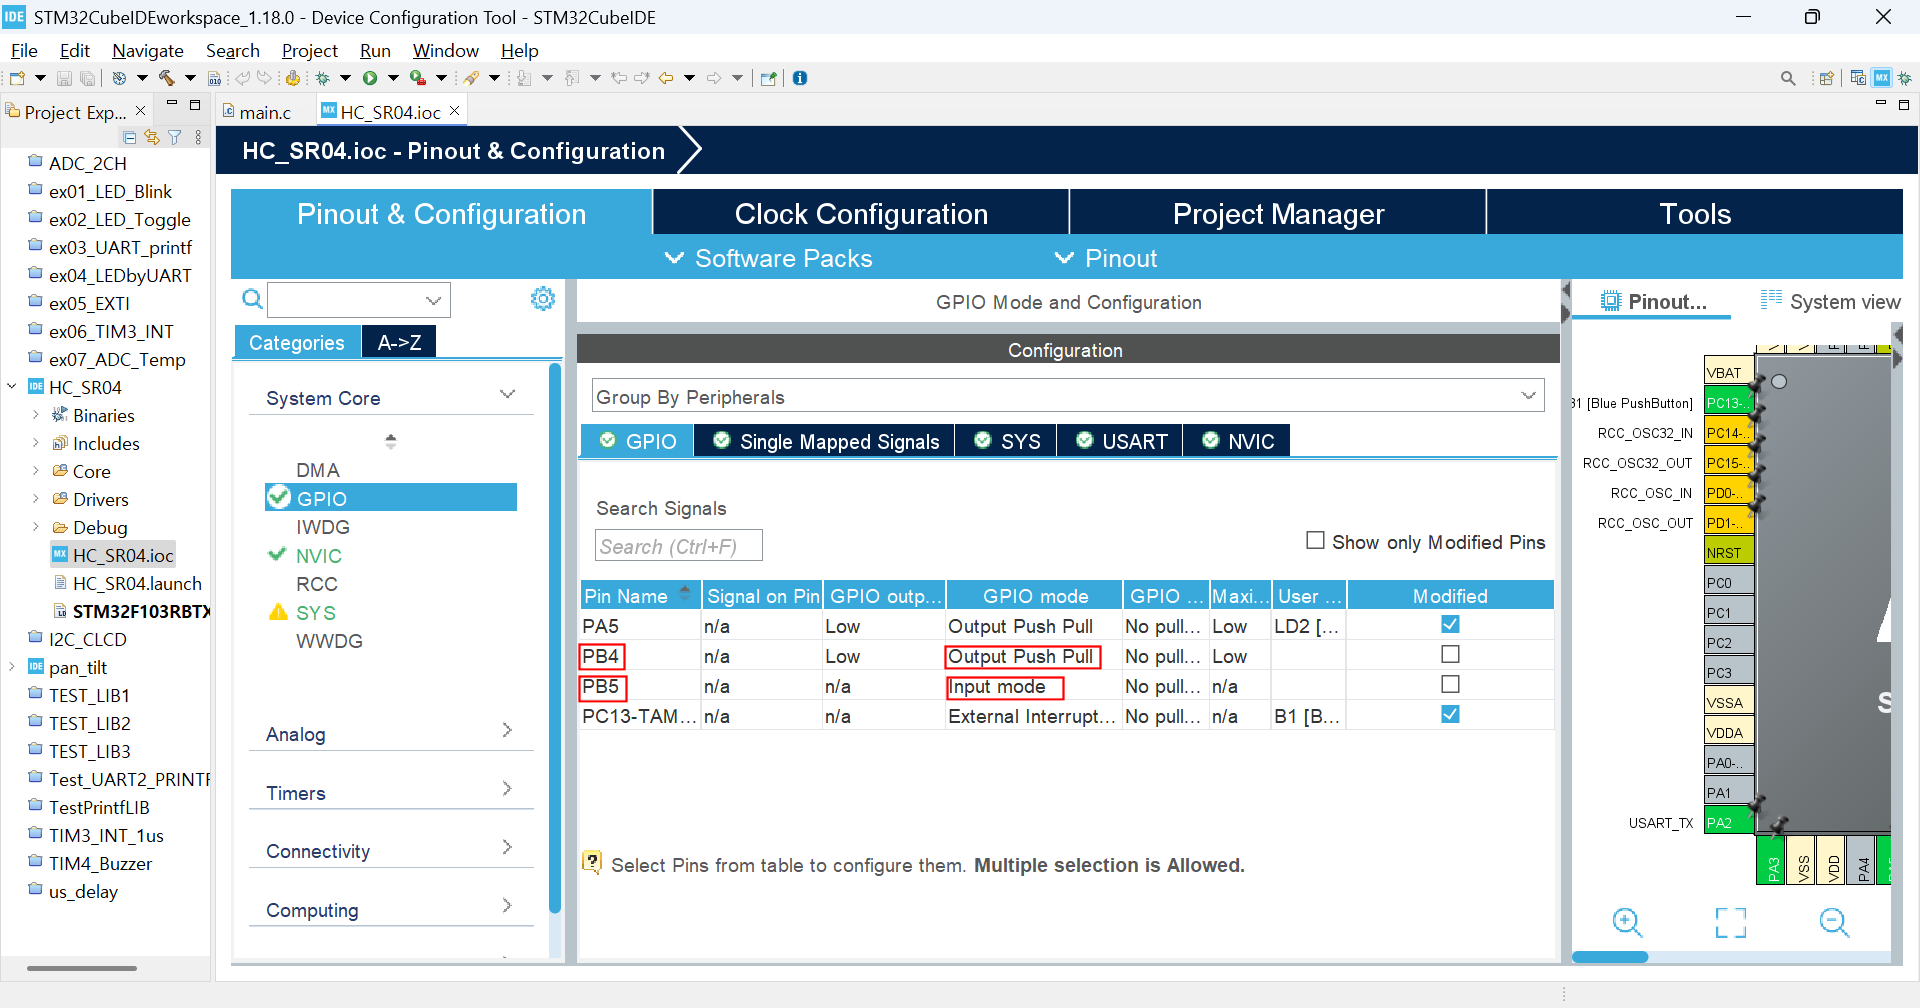 IDE STM32CubeIDEworkspace_1.18.0 - Device Configuration Tool - STM32CubeIDE
File Edit Navigate Search Project Run Window Help
Project Exp...
main.c
MX HC_SR04.ioc
HC_SR04.ioc - Pinout & Configuration
Pinout & Configuration
Clock Configuration
Project Manager
Tools
Software Packs
Pinout
ADC_2CH
ex01_LED_Blink
ex02_LED_Toggle
ex03_UART_printf
ex04_LEDbyUART
ex05_EXTI
ex06_TIM3_INT
ex07_ADC_Temp
IDE HC_SR04
Binaries
Includes
Core
Drivers
Debug
MX HC_SR04.ioc
HC_SR04.launch
STM32F103RBTX
I2C_CLCD
IDE pan_tilt
TEST_LIB1
TEST_LIB2
TEST_LIB3
Test_UART2_PRINTF
TestPrintfLIB
TIM3_INT_1us
TIM4_Buzzer
us_delay
Categories
A->Z
System Core
DMA
GPIO
IWDG
NVIC
RCC
SYS
WWDG
Analog
Timers
Connectivity
Computing
GPIO Mode and Configuration
Configuration
Group By Peripherals
GPIO
Single Mapped Signals
SYS
USART
NVIC
Search Signals
Search (Ctrl+F)
Show only Modified Pins
Pin Name Signal on Pin GPIO outp... GPIO mode GPIO ... Maxi... User ... Modified
PA5 n/a Low Output Push Pull No pull... Low LD2 [...
PB4 n/a Low Output Push Pull No pull... Low
PB5 n/a n/a Input mode No pull... n/a
PC13-TAM... n/a n/a External Interrupt... No pull... n/a B1 [B...
Select Pins from table to configure them. Multiple selection is Allowed.
Pinout...
System view
VBAT
31 [Blue PushButton] PC13-..
RCC_OSC32_IN PC14-..
RCC_OSC32_OUT PC15-..
RCC_OSC_IN PD0-..
RCC_OSC_OUT PD1-..
NRST
PC0
PC1
PC2
PC3
VSSA
VDDA
PA0-..
PA1
USART_TX PA2
PA3
VSS
VDD
PA4